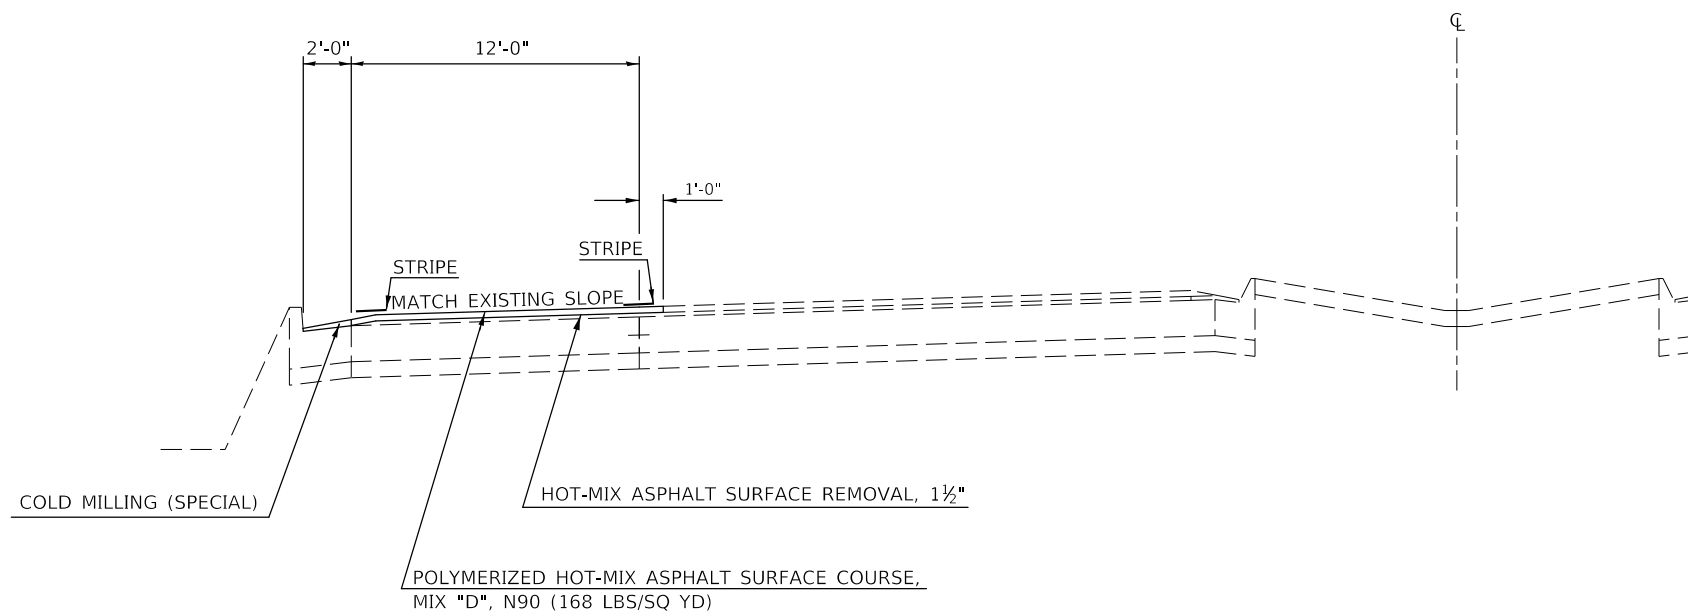 ℄
2'-0"
12'-0"
1'-0"
STRIPE
STRIPE
MATCH EXISTING SLOPE
COLD MILLING (SPECIAL)
HOT-MIX ASPHALT SURFACE REMOVAL, 1½"
POLYMERIZED HOT-MIX ASPHALT SURFACE COURSE,
MIX "D", N90 (168 LBS/SQ YD)